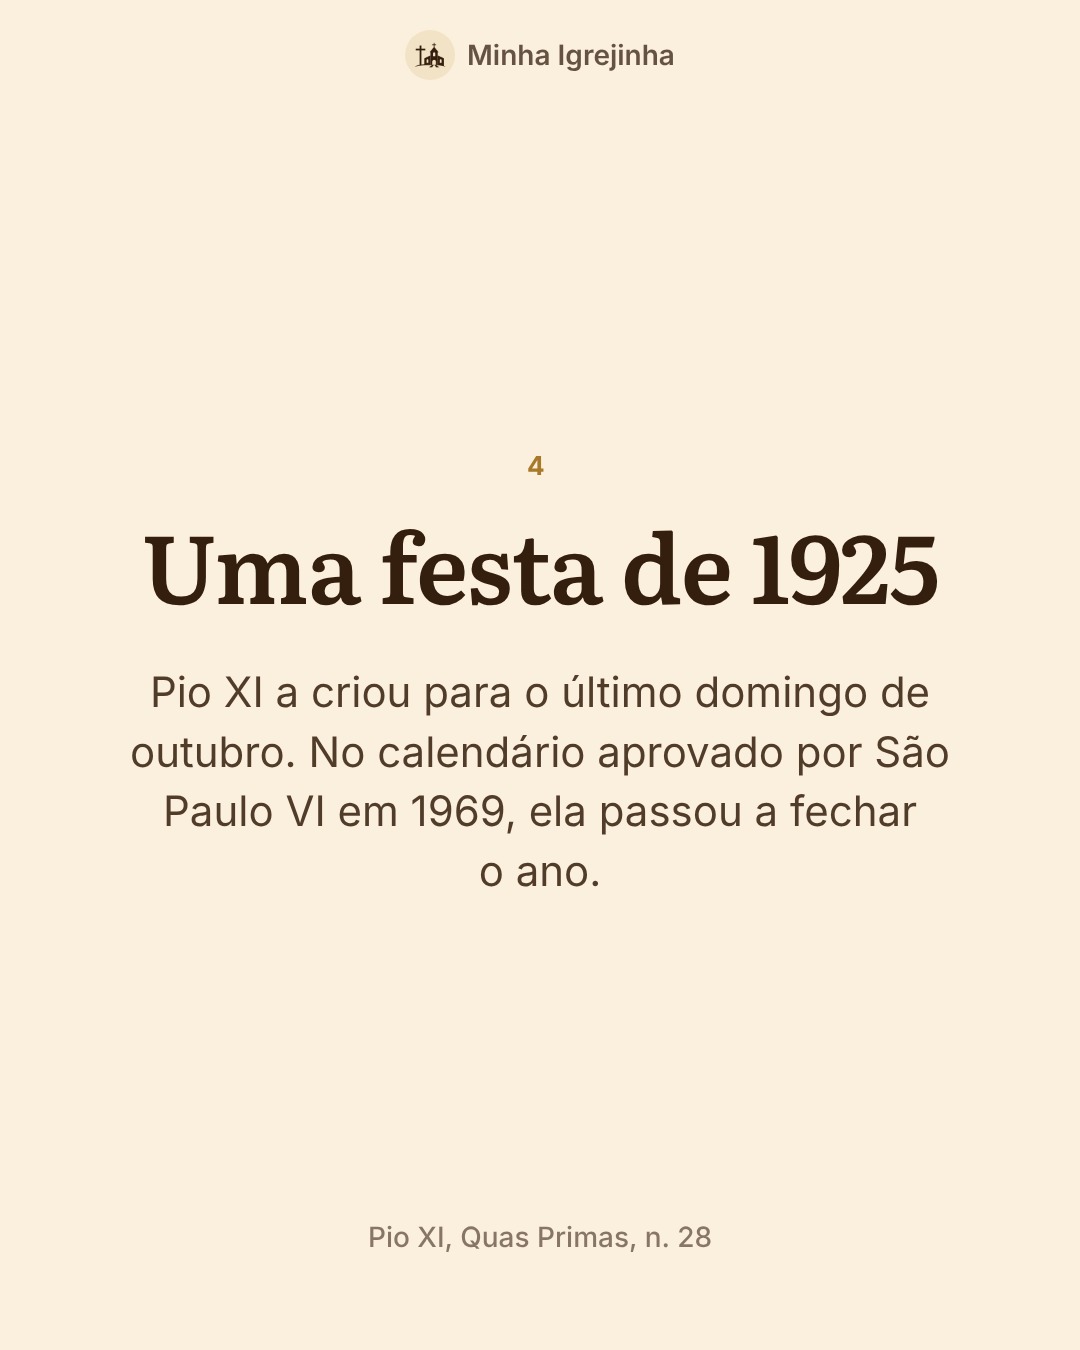 Minha Igrejinha
4
Uma festa de 1925
Pio XI a criou para o último domingo de
outubro. No calendário aprovado por São
Paulo VI em 1969, ela passou a fechar
o ano.
Pio XI, Quas Primas, n. 28